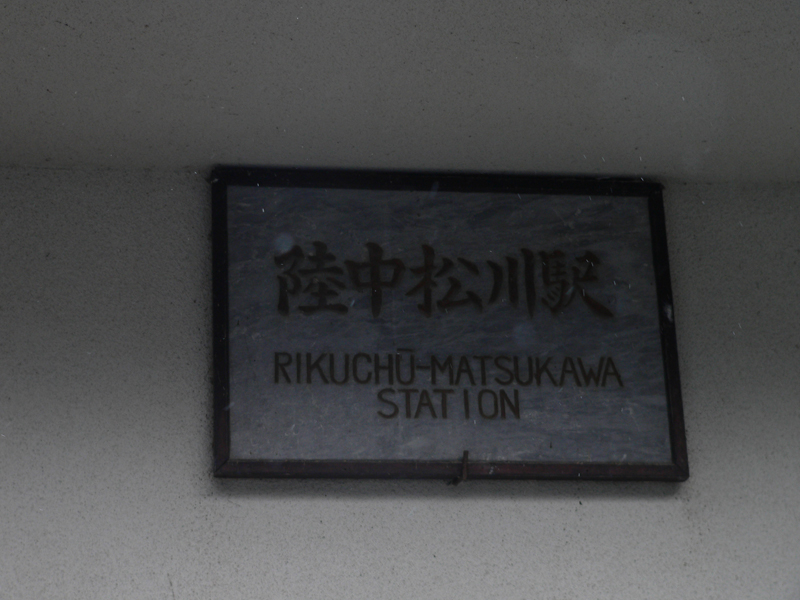 陸中松川駅
RIKUCHŪ-MATSUKAWA
STATION